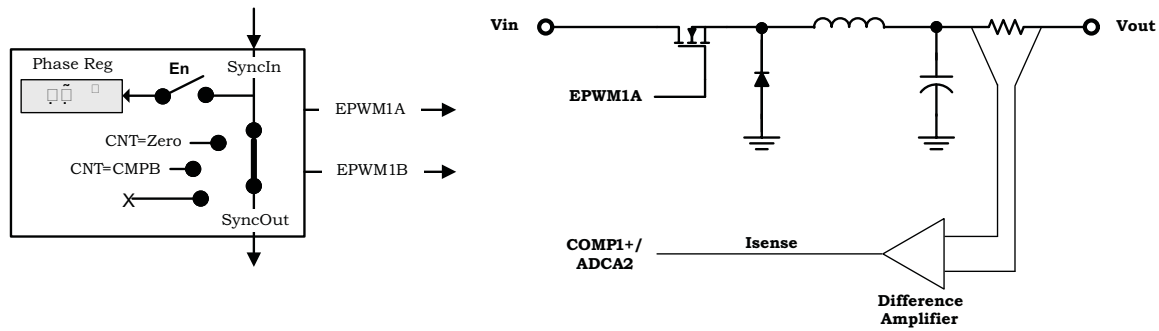 Phase Reg
En
SyncIn
CNT=Zero
CNT=CMPB
X
SyncOut
EPWM1A
EPWM1B
Vin
Vout
EPWM1A
COMP1+/
ADCA2
Isense
Difference
Amplifier